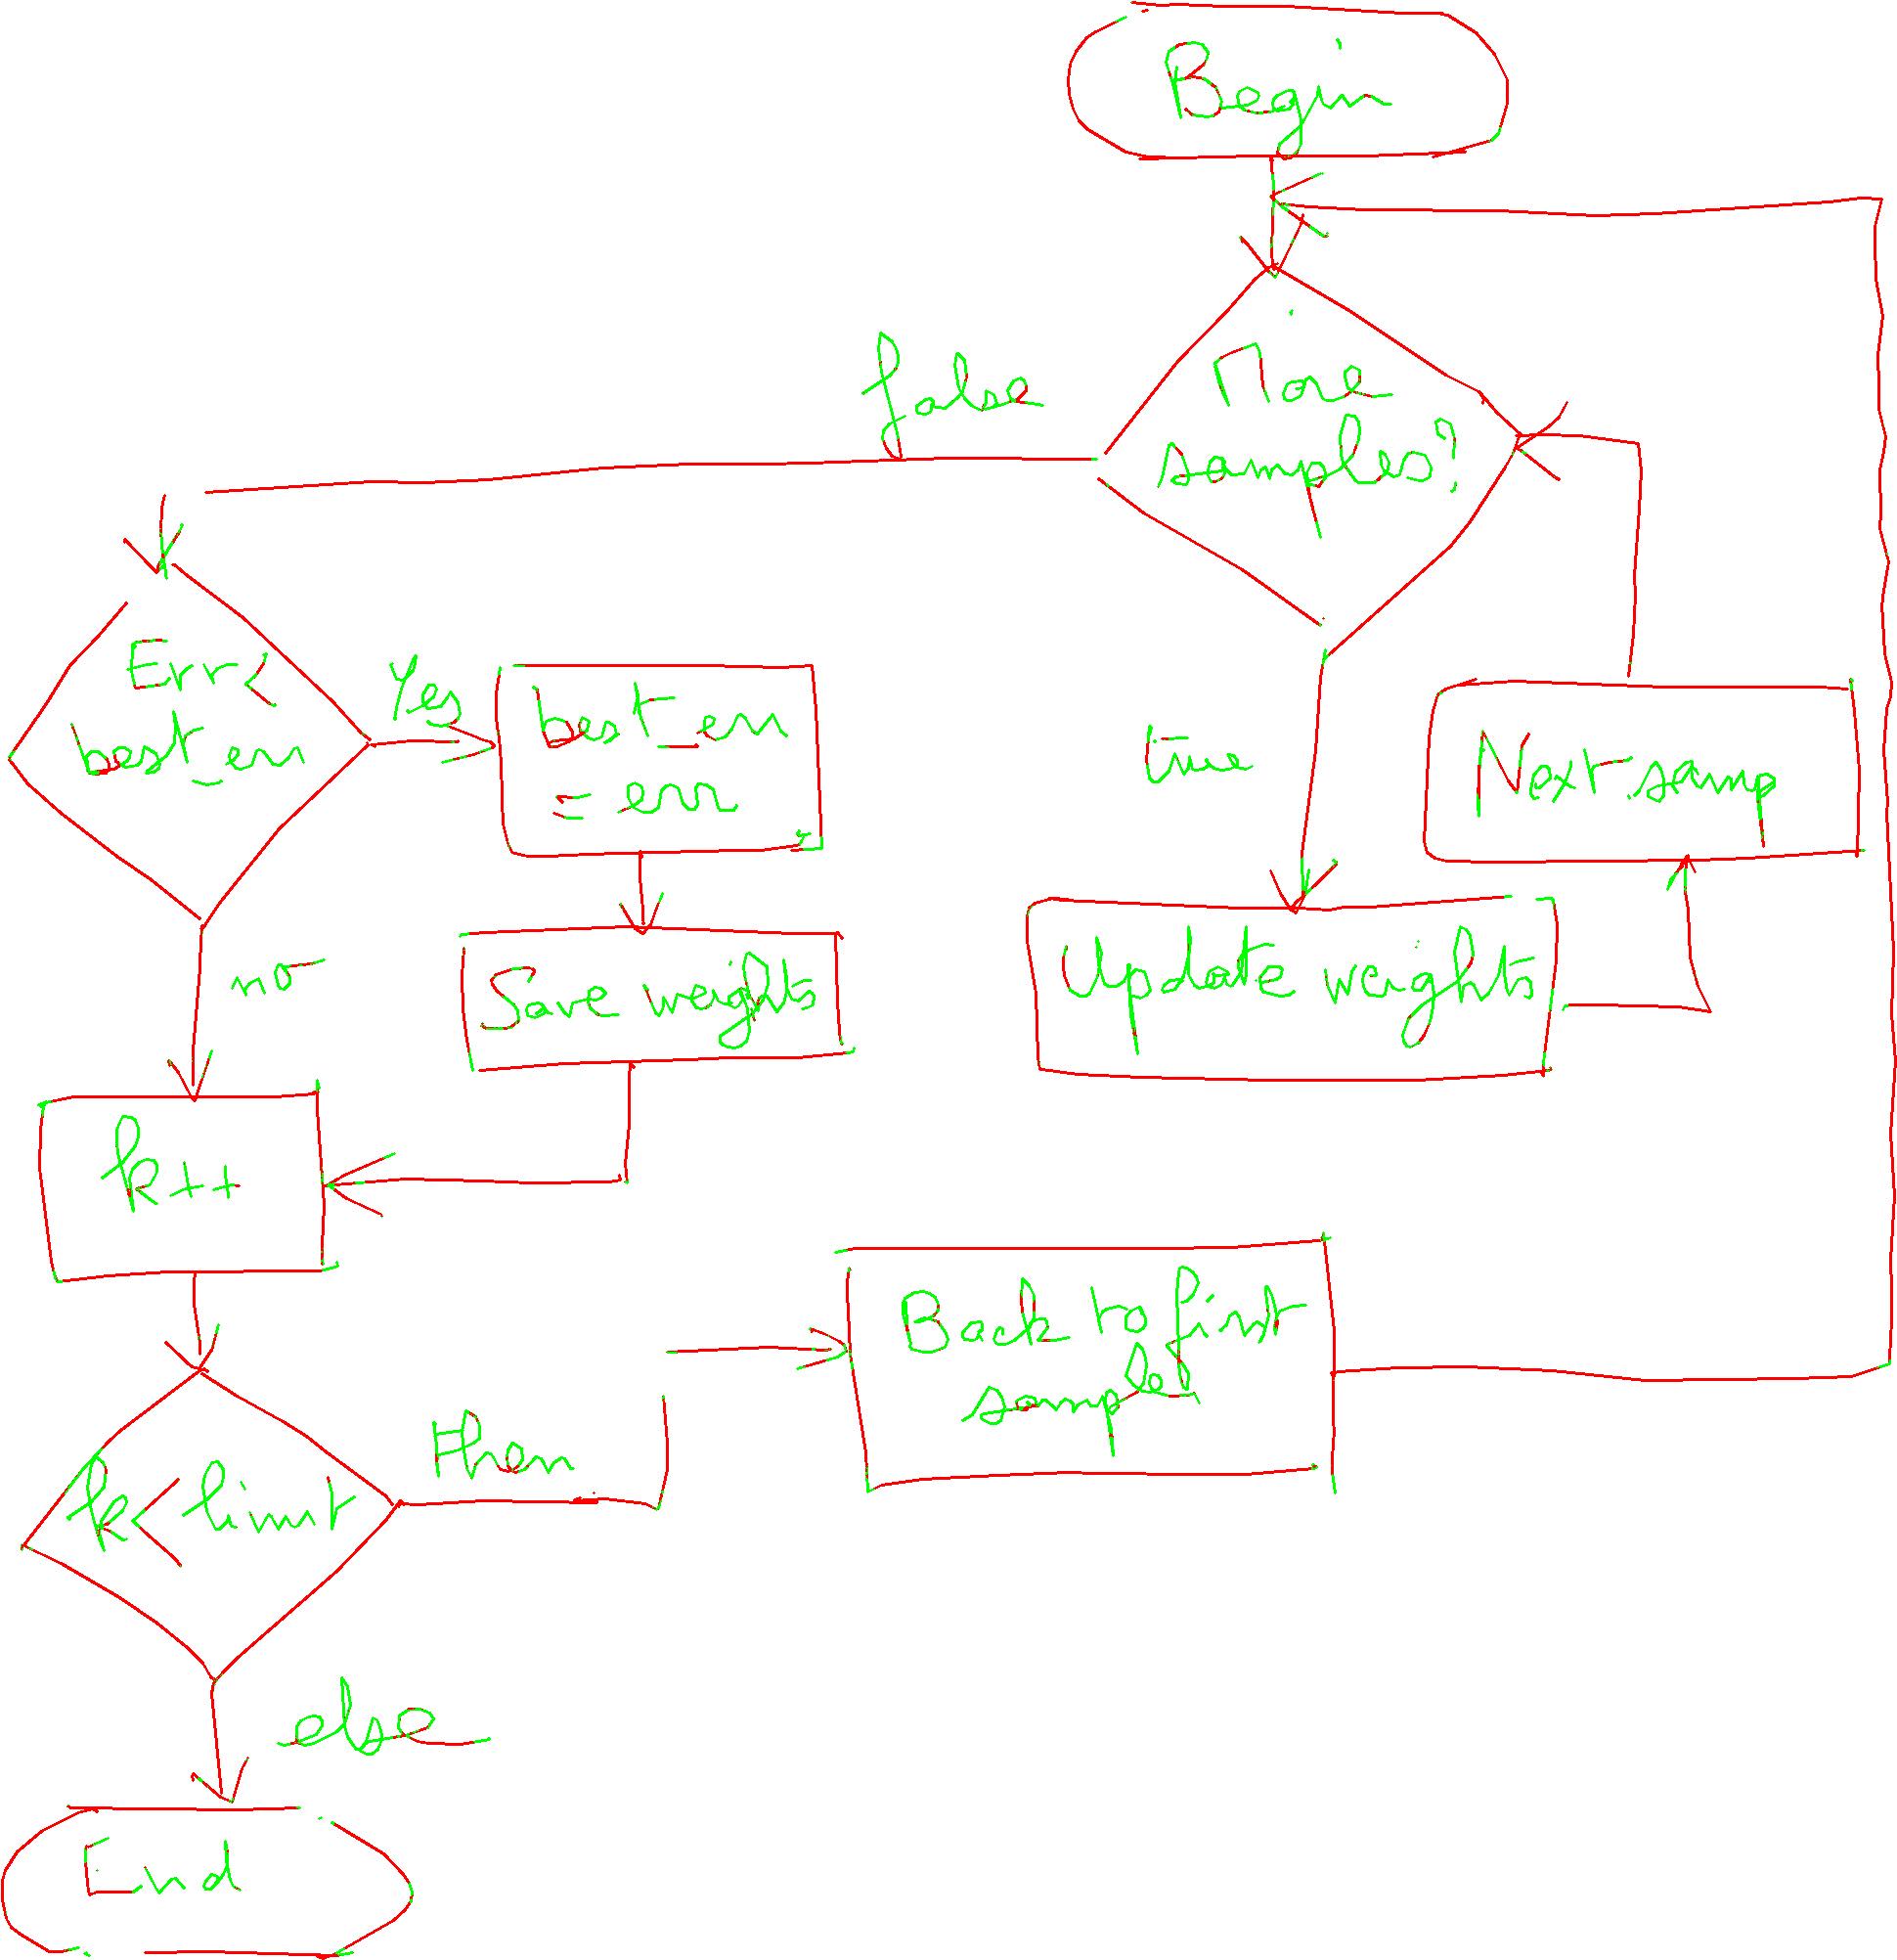 Begin
false
More
samples?
Err<
best_err
Yes
best_err
= err
true
Next samp
no
Save weights
Update weights
k++
Back to first
sample
then
k<limit
else
End